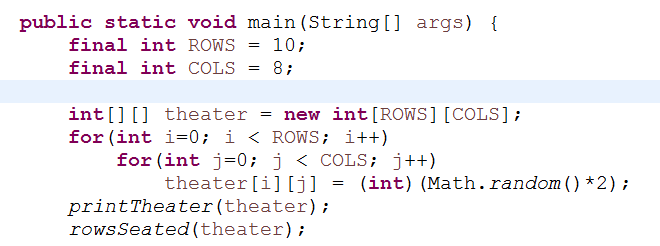 public static void main(String[] args) {
    final int ROWS = 10;
    final int COLS = 8;

    int[][] theater = new int[ROWS][COLS];
    for(int i=0; i < ROWS; i++)
        for(int j=0; j < COLS; j++)
            theater[i][j] = (int)(Math.random()*2);
    printTheater(theater);
    rowsSeated(theater);